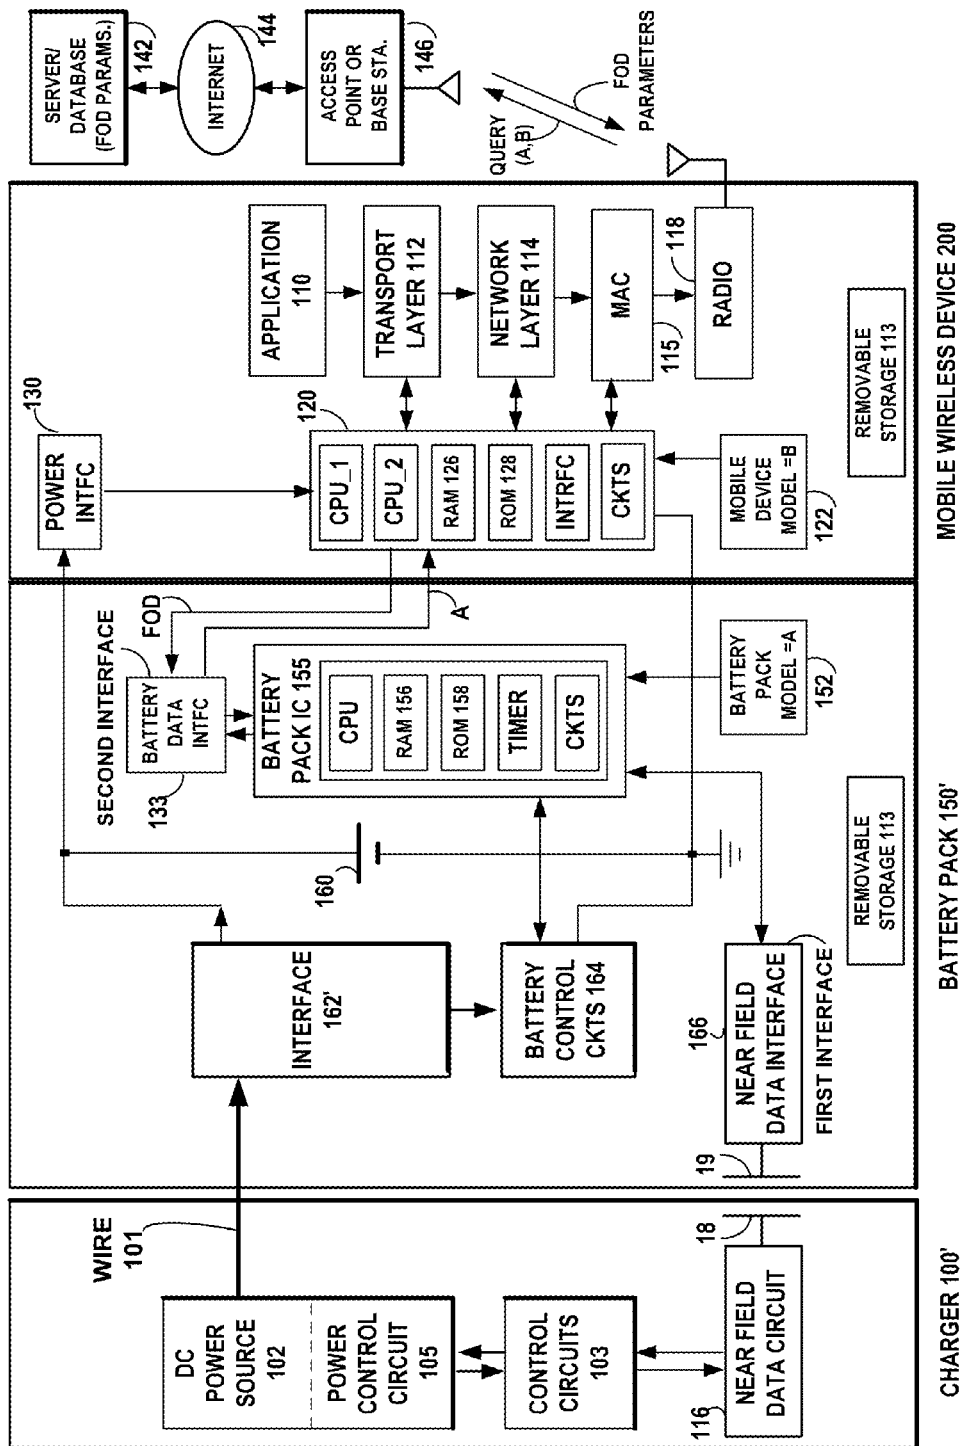 CHARGER 100'
DC
POWER
SOURCE 102
POWER
CONTROL
CIRCUIT
105
WIRE
101
CONTROL
CIRCUITS
103
116
NEAR FIELD
DATA CIRCUIT
18
BATTERY PACK 150'
INTERFACE
162'
BATTERY
CONTROL
CKTS 164
19
166
NEAR FIELD
DATA INTERFACE
FIRST INTERFACE
REMOVABLE
STORAGE 113
160
SECOND INTERFACE
133
BATTERY
DATA
INTFC
FOD
A
BATTERY
PACK IC 155
CPU
RAM 156
ROM 158
TIMER
CKTS
BATTERY
PACK
MODEL =A
152
MOBILE WIRELESS DEVICE 200
POWER
INTFC
130
120
CPU_1
CPU_2
RAM 126
ROM 128
INTRFC
CKTS
MOBILE
DEVICE
MODEL =B
122
REMOVABLE
STORAGE 113
APPLICATION
110
TRANSPORT
LAYER 112
NETWORK
LAYER 114
MAC
115
RADIO
118
SERVER/
DATABASE
(FOD PARAMS.)
142
INTERNET
144
ACCESS
POINT OR
BASE STA.
146
QUERY
(A,B)
FOD
PARAMETERS